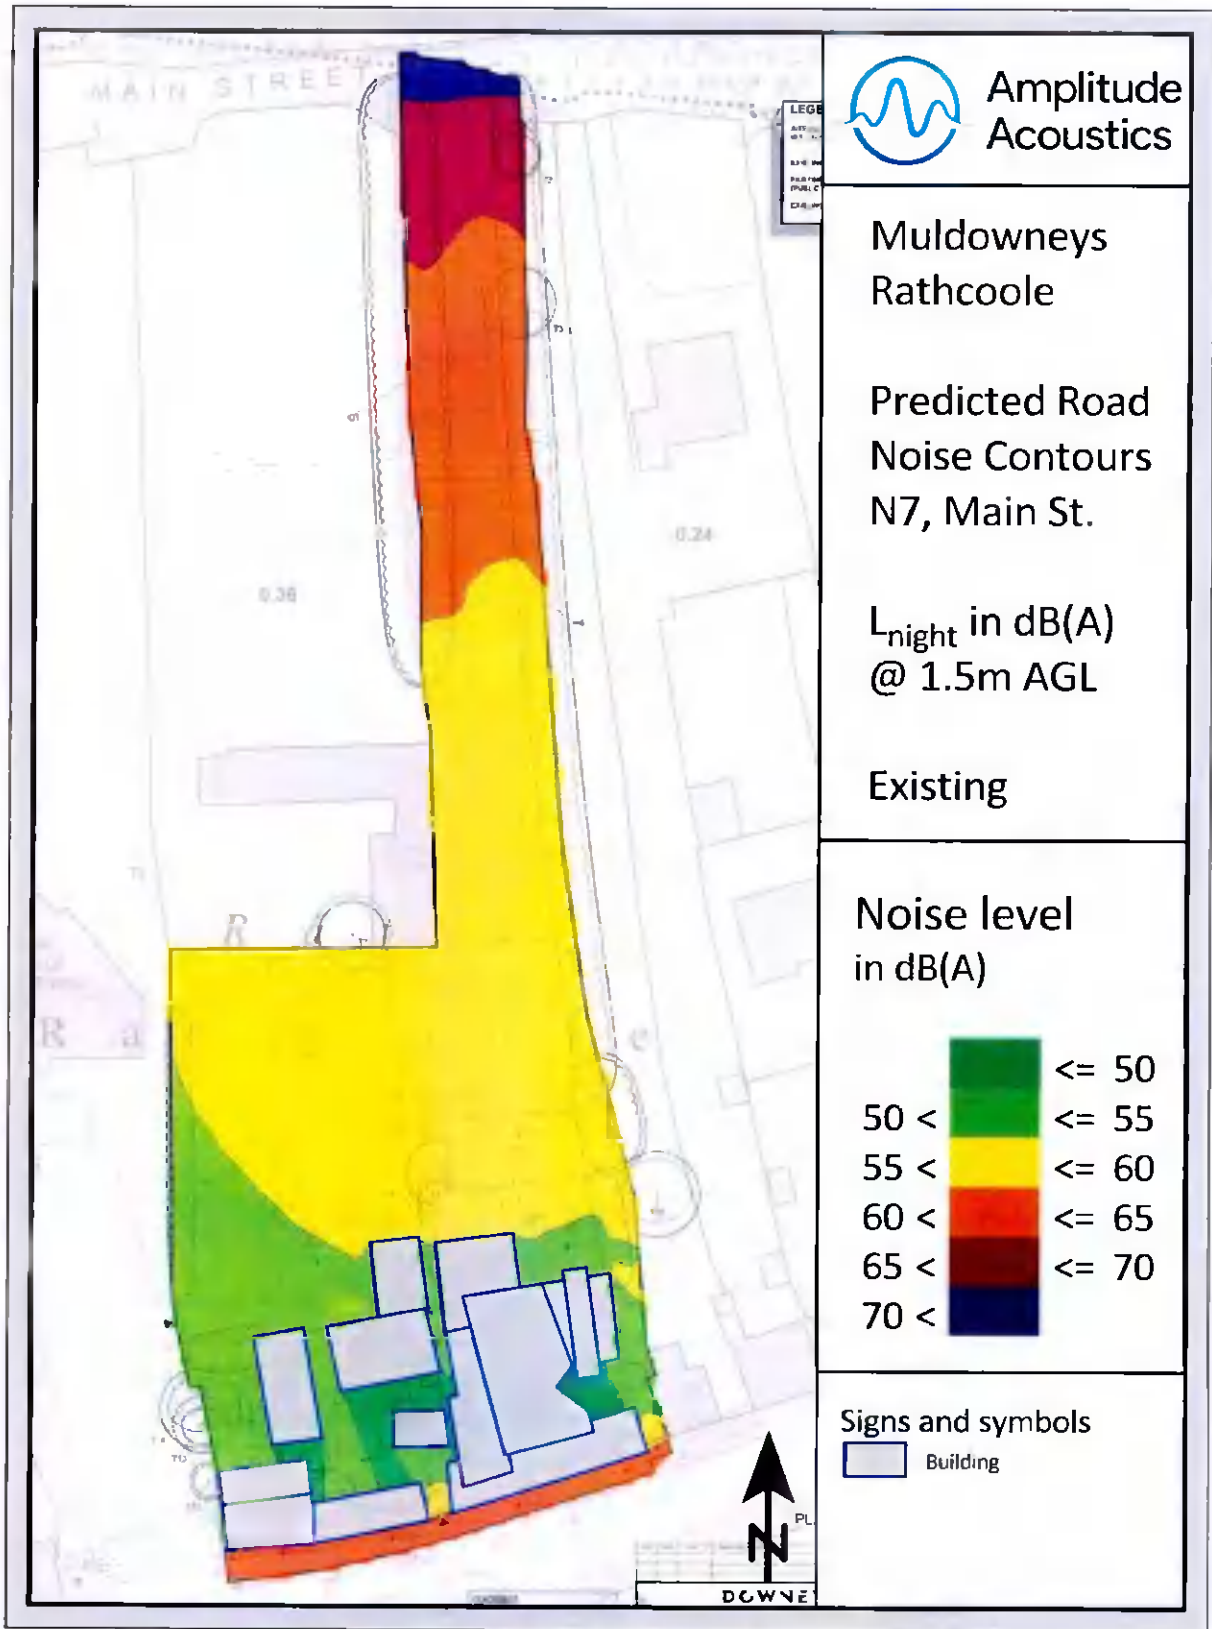 MAIN STREET
LEGE
Amplitude
Acoustics
Muldowneys
Rathcoole
Predicted Road
Noise Contours
N7, Main St.
Lnight in dB(A)
@ 1.5m AGL
Existing
0.24
0.36
R
R a
e
Noise level
in dB(A)
<= 50
50 < <= 55
55 < <= 60
60 < <= 65
65 < <= 70
70 <
Signs and symbols
Building
N
PL
DOWNE